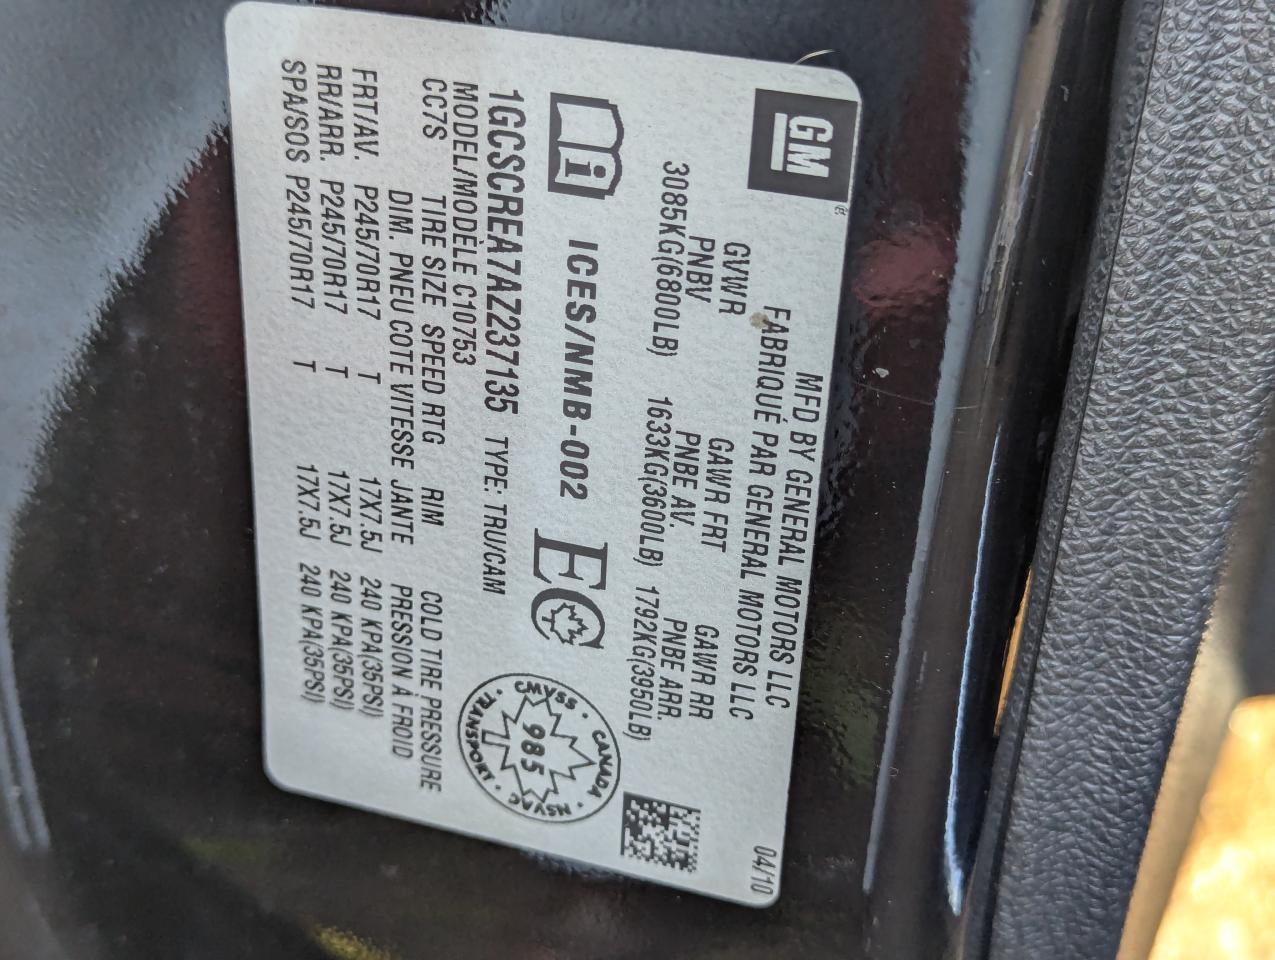 GM
MFD BY GENERAL MOTORS LLC
FABRIQUÉ PAR GENERAL MOTORS LLC
04/10
GVWR GAWR FRT GAWR RR
PNBV PNBE AV. PNBE ARR.
3085KG(6800LB) 1633KG(3600LB) 1792KG(3950LB)
i ICES/NMB-002 EC
CANADA · NSVAC · TRANSPORT · CMVSS ·
985
1GCSCREA7AZ237135 TYPE: TRU/CAM
MODEL/MODÈLE C10753
CC7S TIRE SIZE SPEED RTG RIM COLD TIRE PRESSURE
DIM. PNEU COTE VITESSE JANTE PRESSION À FROID
FRT/AV. P245/70R17 T 17X7.5J 240 KPA(35PSI)
RR/ARR. P245/70R17 T 17X7.5J 240 KPA(35PSI)
SPA/SOS P245/70R17 T 17X7.5J 240 KPA(35PSI)